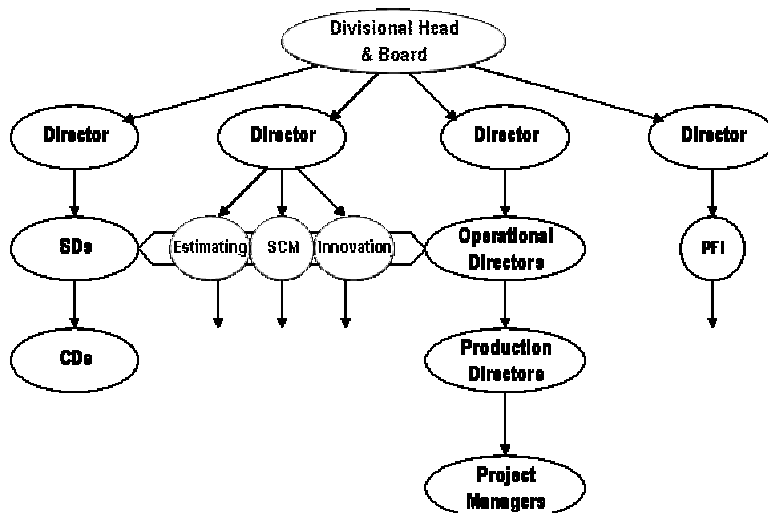 Divisional Head
& Board
Director
Director
Director
Director
SDs
Estimating
SCM
Innovation
Operational
Directors
PFI
CDs
Production
Directors
Project
Managers